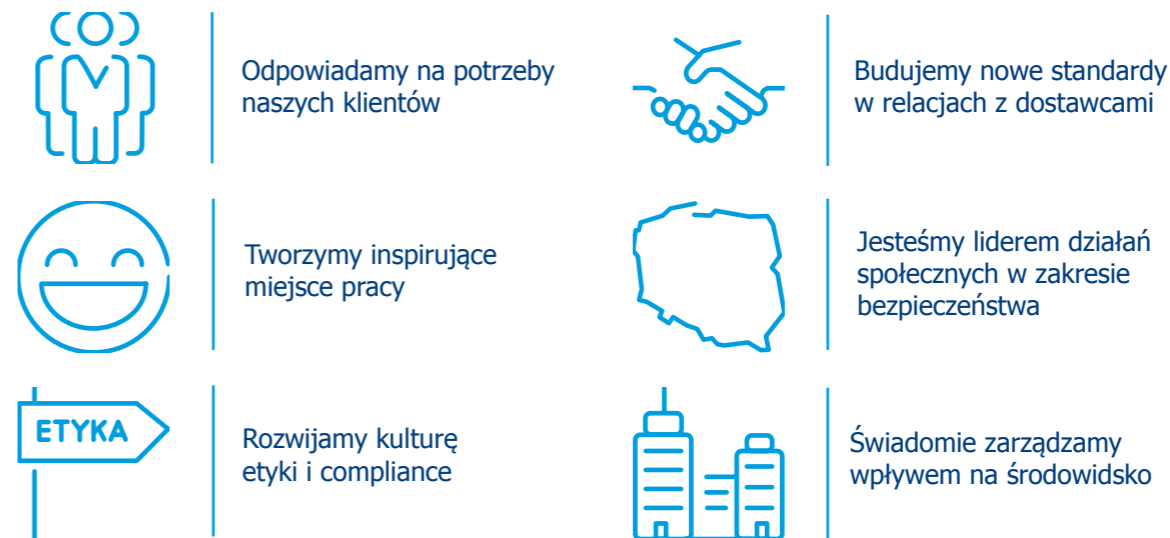 Odpowiadamy na potrzeby
naszych klientów
Budujemy nowe standardy
w relacjach z dostawcami
Tworzymy inspirujące
miejsce pracy
Jesteśmy liderem działań
społecznych w zakresie
bezpieczeństwa
ETYKA
Rozwijamy kulturę
etyki i compliance
Świadomie zarządzamy
wpływem na środowidsko